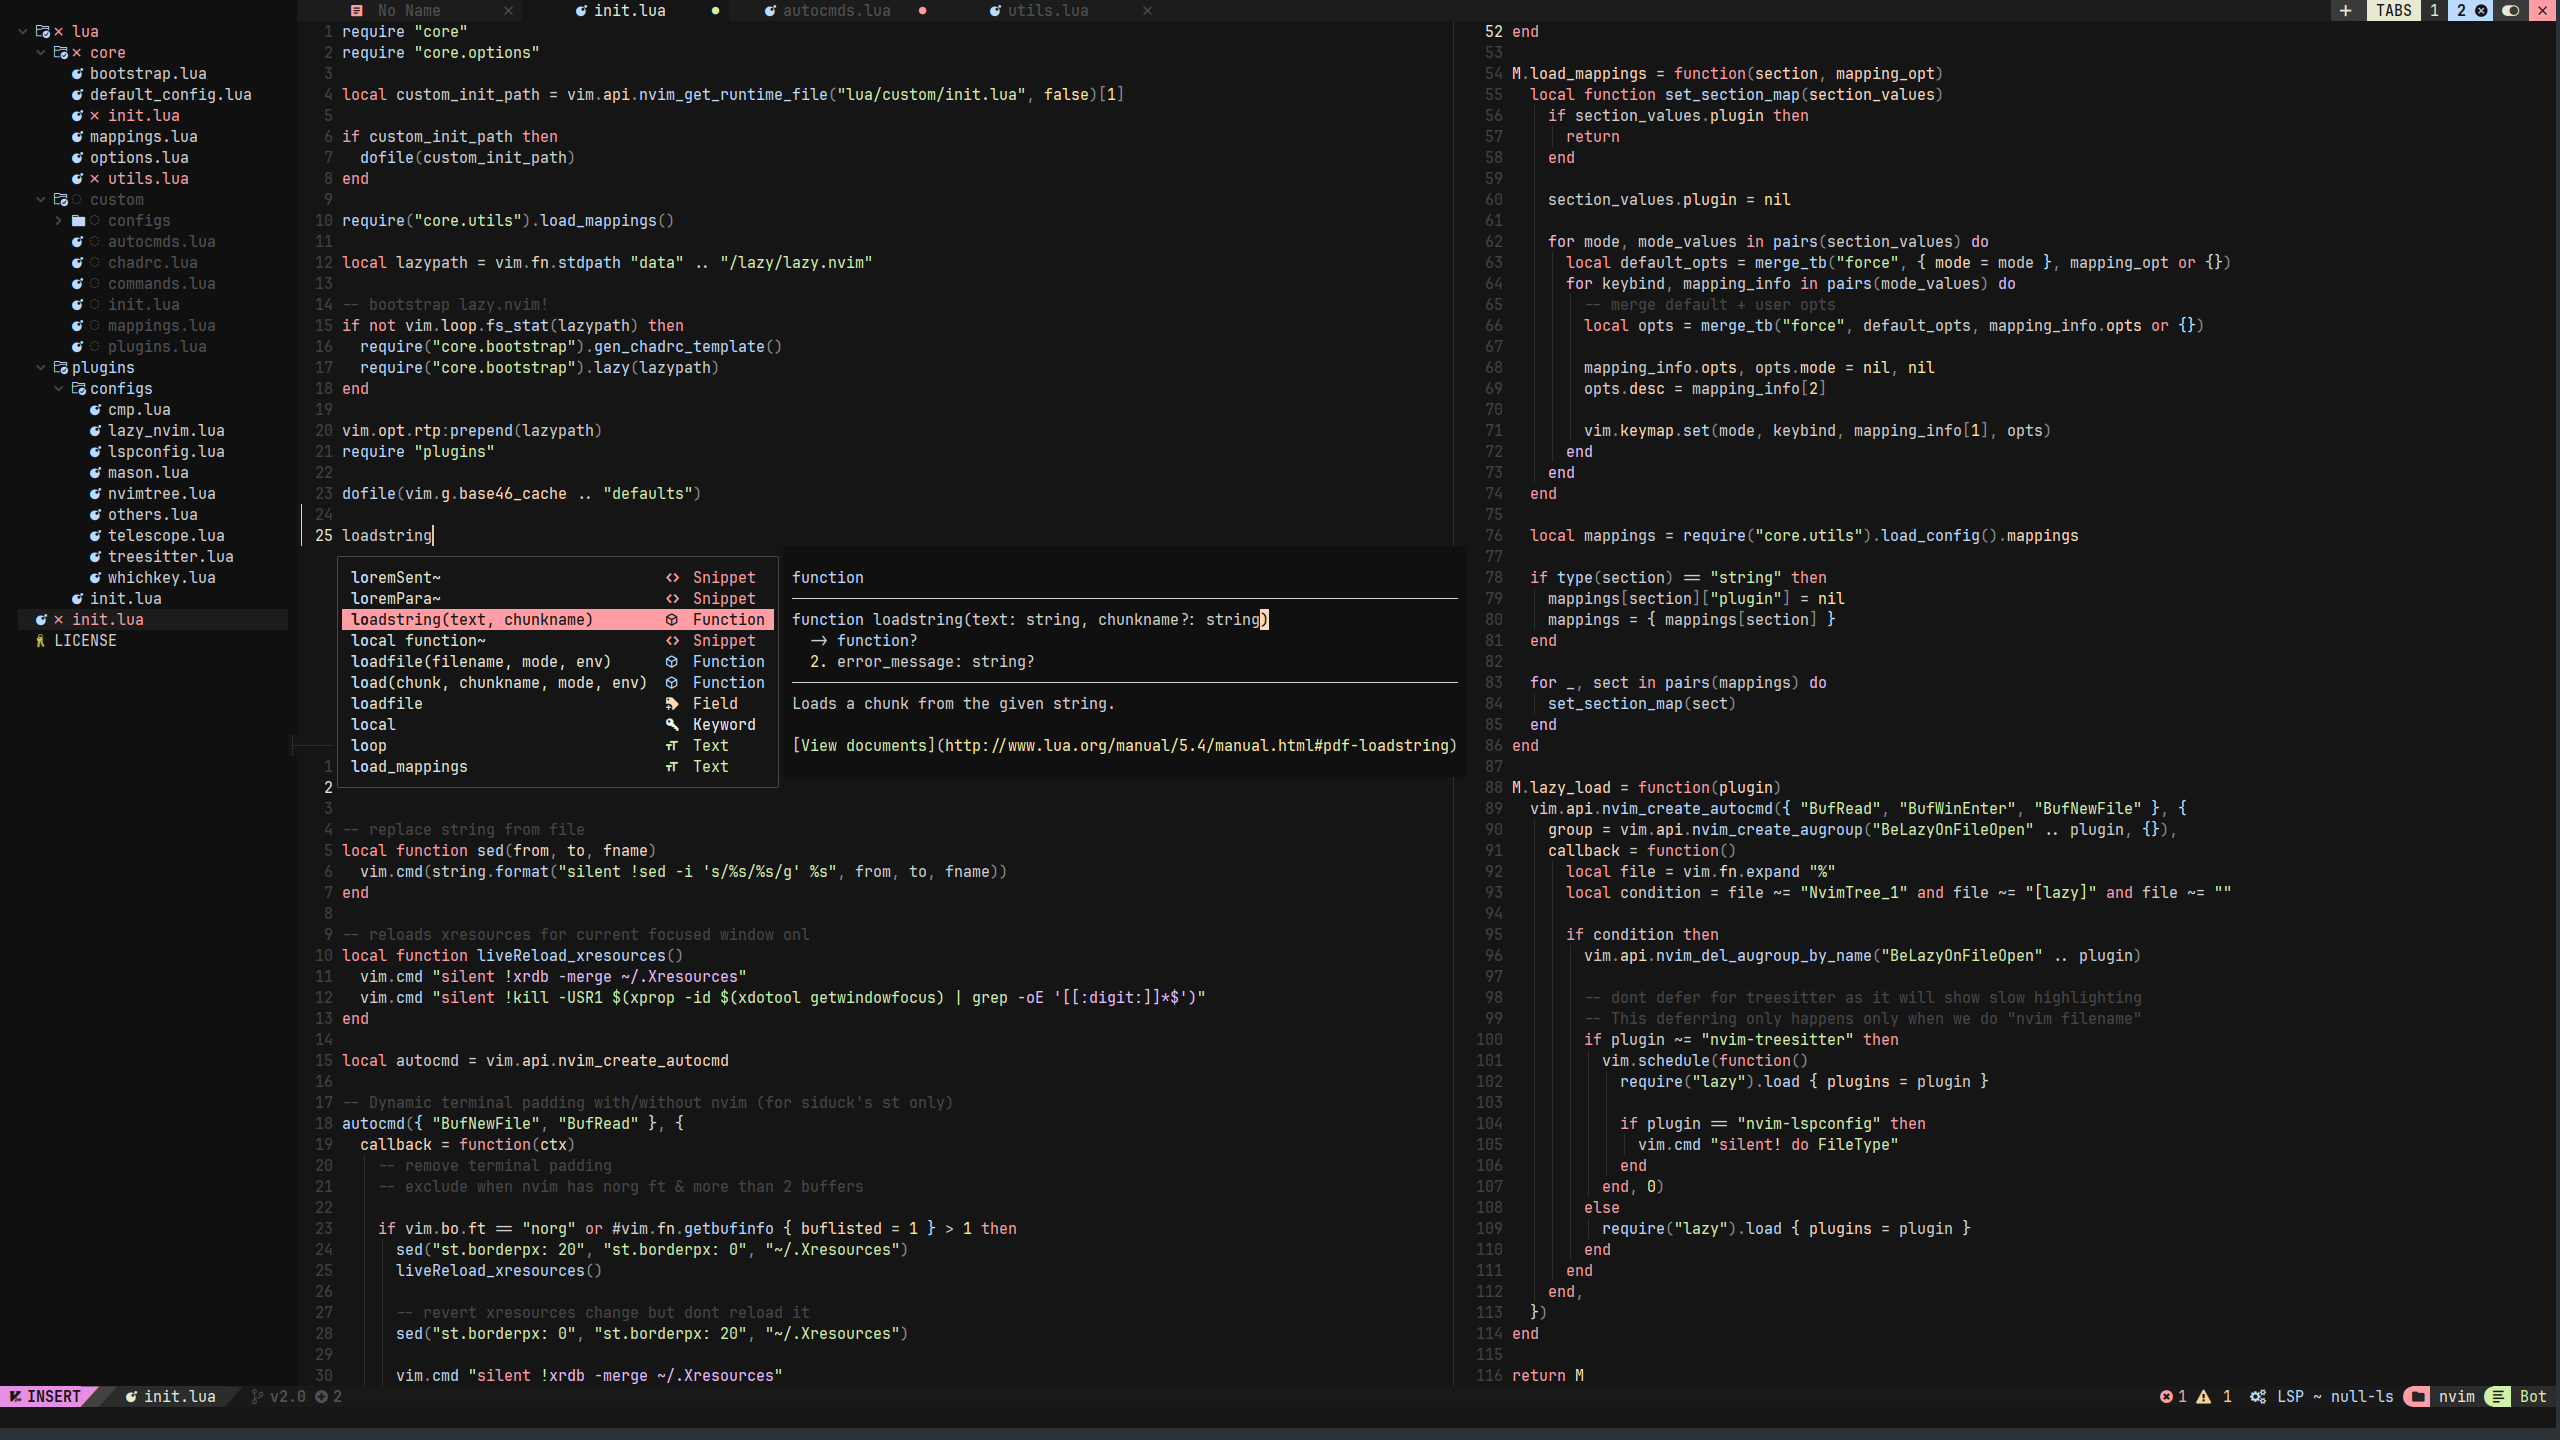 No Name
init.lua
autocmds.lua
utils.lua
TABS 1 2
lua
core
bootstrap.lua
default_config.lua
init.lua
mappings.lua
options.lua
utils.lua
custom
configs
autocmds.lua
chadrc.lua
commands.lua
init.lua
mappings.lua
plugins.lua
plugins
configs
cmp.lua
lazy_nvim.lua
lspconfig.lua
mason.lua
nvimtree.lua
others.lua
telescope.lua
treesitter.lua
whichkey.lua
init.lua
init.lua
LICENSE
1 require "core"
2 require "core.options"
3
4 local custom_init_path = vim.api.nvim_get_runtime_file("lua/custom/init.lua", false)[1]
5
6 if custom_init_path then
7   dofile(custom_init_path)
8 end
9
10 require("core.utils").load_mappings()
11
12 local lazypath = vim.fn.stdpath "data" .. "/lazy/lazy.nvim"
13
14 -- bootstrap lazy.nvim!
15 if not vim.loop.fs_stat(lazypath) then
16   require("core.bootstrap").gen_chadrc_template()
17   require("core.bootstrap").lazy(lazypath)
18 end
19
20 vim.opt.rtp:prepend(lazypath)
21 require "plugins"
22
23 dofile(vim.g.base46_cache .. "defaults")
24
25 loadstring
loremSent~ Snippet
loremPara~ Snippet
loadstring(text, chunkname) Function
local function~ Snippet
loadfile(filename, mode, env) Function
load(chunk, chunkname, mode, env) Function
loadfile Field
local Keyword
loop Text
load_mappings Text
function
function loadstring(text: string, chunkname?: string)
  -> function?
  2. error_message: string?
Loads a chunk from the given string.
[View documents](http://www.lua.org/manual/5.4/manual.html#pdf-loadstring)
1
2
3
4 -- replace string from file
5 local function sed(from, to, fname)
6   vim.cmd(string.format("silent !sed -i 's/%s/%s/g' %s", from, to, fname))
7 end
8
9 -- reloads xresources for current focused window onl
10 local function liveReload_xresources()
11   vim.cmd "silent !xrdb -merge ~/.Xresources"
12   vim.cmd "silent !kill -USR1 $(xprop -id $(xdotool getwindowfocus) | grep -oE '[[:digit:]]*$')"
13 end
14
15 local autocmd = vim.api.nvim_create_autocmd
16
17 -- Dynamic terminal padding with/without nvim (for siduck's st only)
18 autocmd({ "BufNewFile", "BufRead" }, {
19   callback = function(ctx)
20     -- remove terminal padding
21     -- exclude when nvim has norg ft & more than 2 buffers
22
23     if vim.bo.ft == "norg" or #vim.fn.getbufinfo { buflisted = 1 } > 1 then
24       sed("st.borderpx: 20", "st.borderpx: 0", "~/.Xresources")
25       liveReload_xresources()
26
27       -- revert xresources change but dont reload it
28       sed("st.borderpx: 0", "st.borderpx: 20", "~/.Xresources")
29
30       vim.cmd "silent !xrdb -merge ~/.Xresources"
52 end
53
54 M.load_mappings = function(section, mapping_opt)
55   local function set_section_map(section_values)
56     if section_values.plugin then
57       return
58     end
59
60     section_values.plugin = nil
61
62     for mode, mode_values in pairs(section_values) do
63       local default_opts = merge_tb("force", { mode = mode }, mapping_opt or {})
64       for keybind, mapping_info in pairs(mode_values) do
65         -- merge default + user opts
66         local opts = merge_tb("force", default_opts, mapping_info.opts or {})
67
68         mapping_info.opts, opts.mode = nil, nil
69         opts.desc = mapping_info[2]
70
71         vim.keymap.set(mode, keybind, mapping_info[1], opts)
72       end
73     end
74   end
75
76   local mappings = require("core.utils").load_config().mappings
77
78   if type(section) == "string" then
79     mappings[section]["plugin"] = nil
80     mappings = { mappings[section] }
81   end
82
83   for _, sect in pairs(mappings) do
84     set_section_map(sect)
85   end
86 end
87
88 M.lazy_load = function(plugin)
89   vim.api.nvim_create_autocmd({ "BufRead", "BufWinEnter", "BufNewFile" }, {
90     group = vim.api.nvim_create_augroup("BeLazyOnFileOpen" .. plugin, {}),
91     callback = function()
92       local file = vim.fn.expand "%"
93       local condition = file ~= "NvimTree_1" and file ~= "[lazy]" and file ~= ""
94
95       if condition then
96         vim.api.nvim_del_augroup_by_name("BeLazyOnFileOpen" .. plugin)
97
98         -- dont defer for treesitter as it will show slow highlighting
99         -- This deferring only happens only when we do "nvim filename"
100         if plugin ~= "nvim-treesitter" then
101           vim.schedule(function()
102             require("lazy").load { plugins = plugin }
103
104             if plugin == "nvim-lspconfig" then
105               vim.cmd "silent! do FileType"
106             end
107           end, 0)
108         else
109           require("lazy").load { plugins = plugin }
110         end
111       end
112     end,
113   })
114 end
115
116 return M
INSERT init.lua v2.0 2
1 1 LSP ~ null-ls nvim Bot